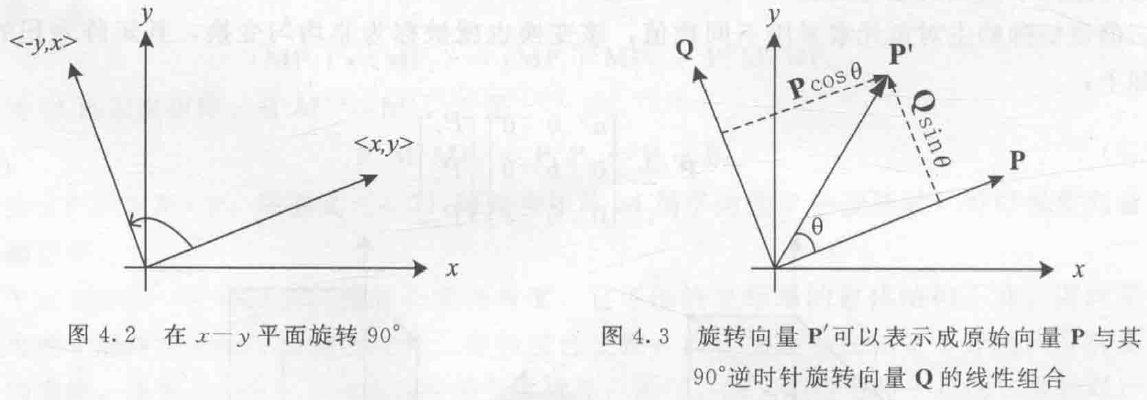 <-y,x>
y
<x,y>
x
图 4.2 在 x—y 平面旋转 90°
y
Q
P'
P cosθ
Q sinθ
P
θ
x
图 4.3 旋转向量 P′可以表示成原始向量 P 与其
90°逆时针旋转向量 Q 的线性组合